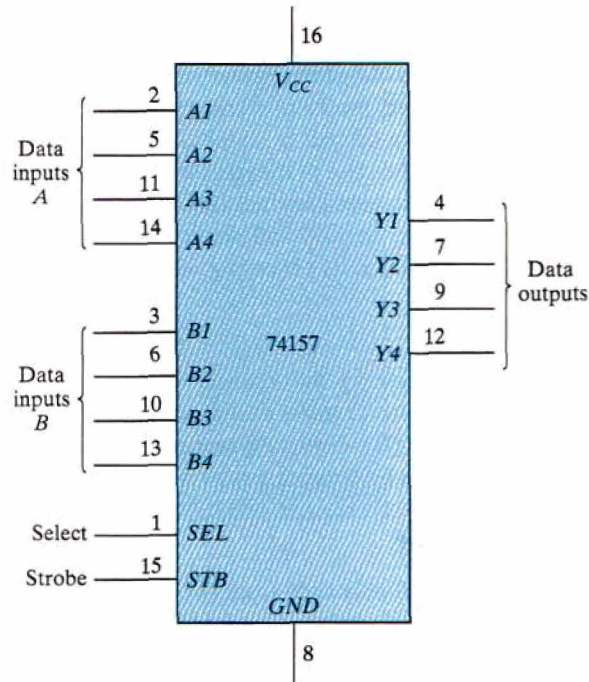 16
V_CC
2 A1
5 A2
11 A3
14 A4
Data
inputs
A
Y1 4
Y2 7
Y3 9
Y4 12
Data
outputs
3 B1
6 B2
10 B3
13 B4
Data
inputs
B
74157
Select 1 SEL
Strobe 15 STB
GND
8